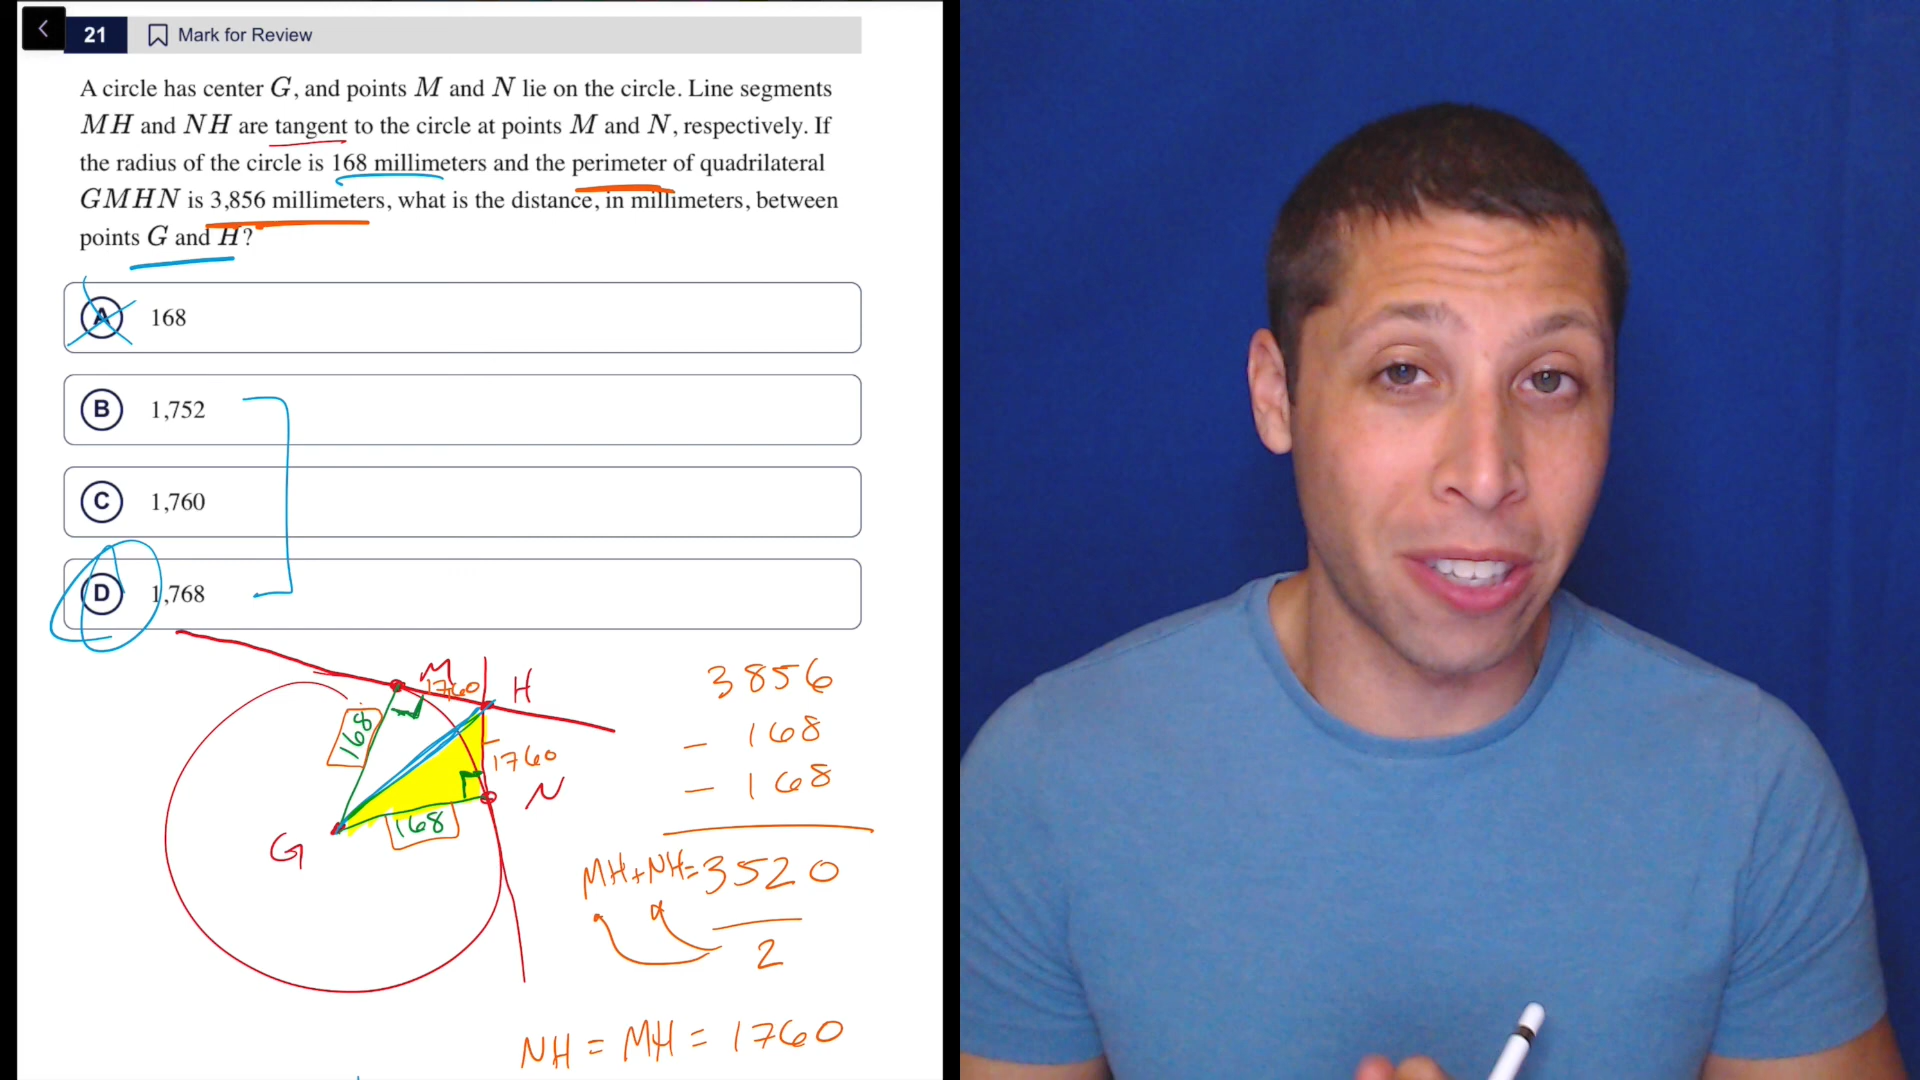 21 Mark for Review
A circle has center G, and points M and N lie on the circle. Line segments
MH and NH are tangent to the circle at points M and N, respectively. If
the radius of the circle is 168 millimeters and the perimeter of quadrilateral
GMHN is 3,856 millimeters, what is the distance, in millimeters, between
points G and H?
A 168
B 1,752
C 1,760
D 1,768
M
1760
H
168
1760
N
168
G
3856
- 168
- 168
MH+NH=3520
2
NH = MH = 1760